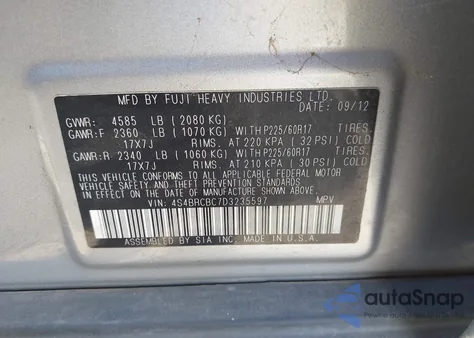 MFD BY FUJI HEAVY INDUSTRIES LTD.
DATE: 09/12
GVWR: 4585 LB ( 2080 KG)
GAWR:F 2360 LB ( 1070 KG) WITH P225/60R17 TIRES.
17X7J RIMS. AT 220 KPA ( 32 PSI) COLD
GAWR:R 2340 LB ( 1060 KG) WITH P225/60R17 TIRES.
17X7J RIMS. AT 210 KPA ( 30 PSI) COLD
THIS VEHICLE CONFORMS TO ALL APPLICABLE FEDERAL MOTOR
VEHICLE SAFETY, BUMPER, AND THEFT PREVENTION STANDARDS
IN EFFECT ON THE DATE OF MANUFACTURE SHOWN ABOVE.
VIN: 4S4BRCBC7D3235597 MPV
ASSEMBLED BY SIA INC. MADE IN U.S.A.
autoSnap